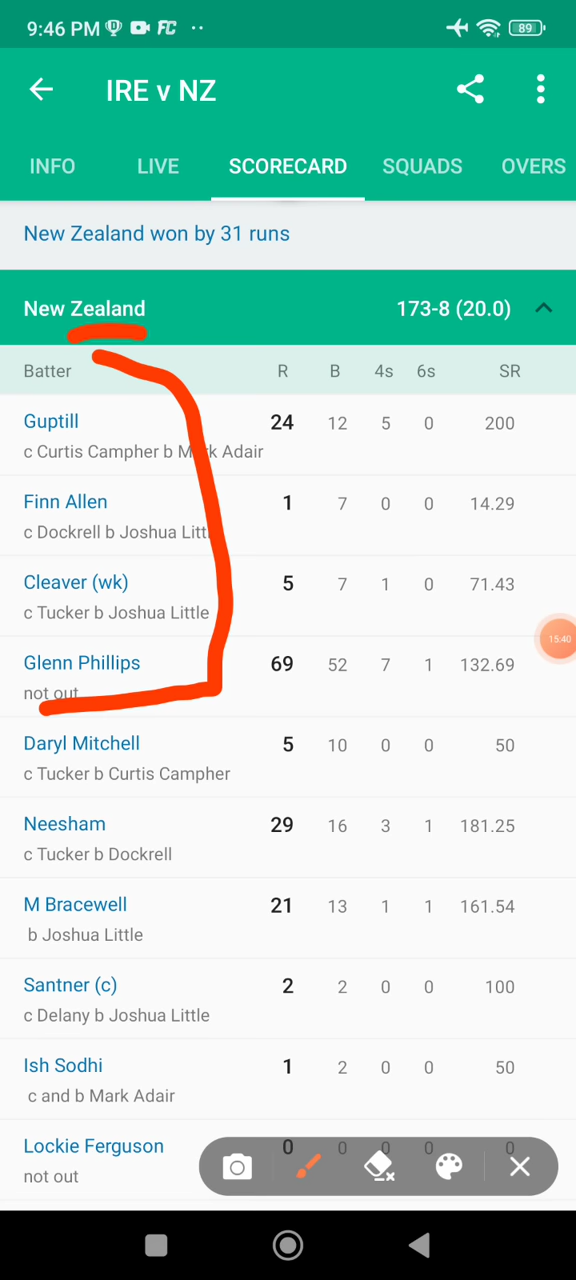 9:46 PM FC 89
IRE v NZ
INFO LIVE SCORECARD SQUADS OVERS
New Zealand won by 31 runs
New Zealand 173-8 (20.0)
Batter R B 4s 6s SR
Guptill 24 12 5 0 200
c Curtis Campher b Mark Adair
Finn Allen 1 7 0 0 14.29
c Dockrell b Joshua Little
Cleaver (wk) 5 7 1 0 71.43
c Tucker b Joshua Little
15:40
Glenn Phillips 69 52 7 1 132.69
not out
Daryl Mitchell 5 10 0 0 50
c Tucker b Curtis Campher
Neesham 29 16 3 1 181.25
c Tucker b Dockrell
M Bracewell 21 13 1 1 161.54
b Joshua Little
Santner (c) 2 2 0 0 100
c Delany b Joshua Little
Ish Sodhi 1 2 0 0 50
c and b Mark Adair
Lockie Ferguson 0 0 0 0 0
not out